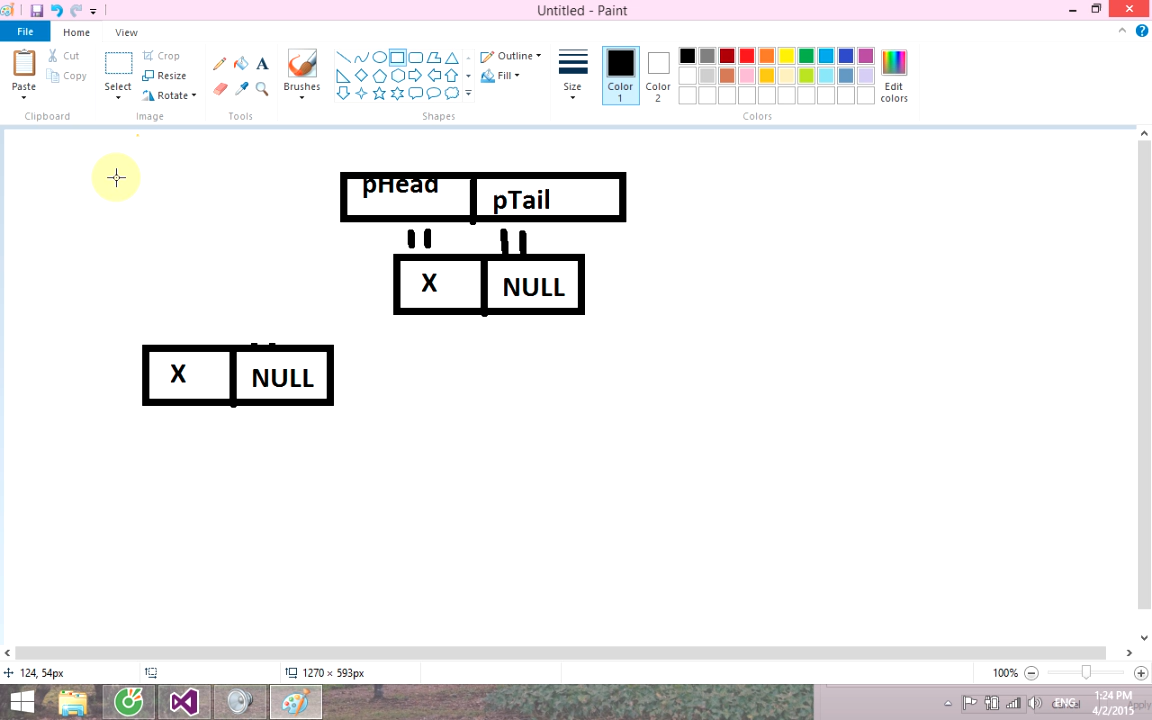 Untitled - Paint
File
Home
View
Paste
Cut
Copy
Clipboard
Select
Crop
Resize
Rotate
Image
A
Tools
Brushes
Shapes
Outline
Fill
Size
Color 1
Color 2
Edit colors
Colors
pHead
pTail
X
NULL
X
NULL
124, 54px
1270 × 593px
100%
ENG
1:24 PM
4/2/2015